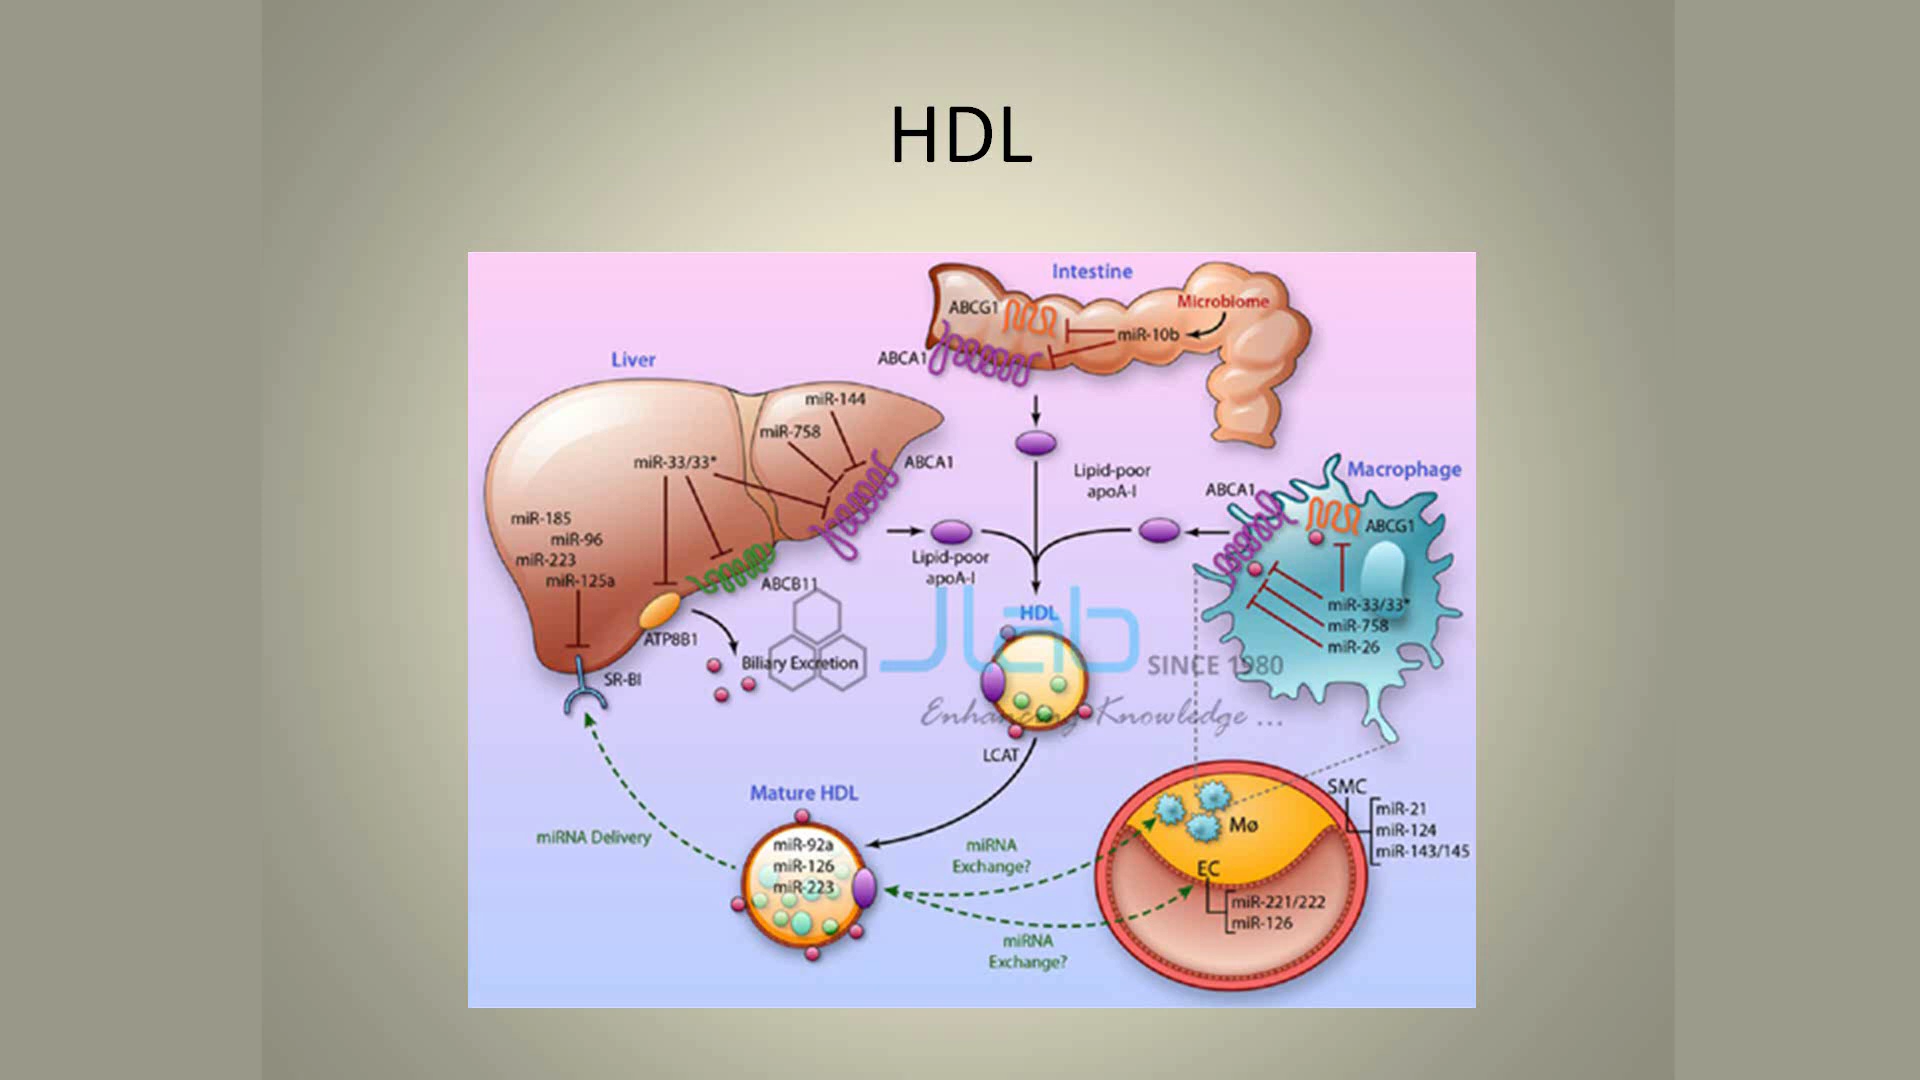 HDL
Intestine
Microbiome
ABCG1
miR-10b
ABCA1
Liver
miR-144
miR-758
miR-33/33*
ABCA1
miR-185
miR-96
miR-223
miR-125a
ABCB11
ATP8B1
Biliary Excretion
SR-BI
Lipid-poor
apoA-I
Lipid-poor
apoA-I
Macrophage
ABCA1
ABCG1
miR-33/33*
miR-758
miR-26
HDL
Jlab
SINCE 1980
Enhancing Knowledge ...
LCAT
Mature HDL
miR-92a
miR-126
miR-223
miRNA Delivery
miRNA
Exchange?
miRNA
Exchange?
Mø
EC
miR-221/222
miR-126
SMC
miR-21
miR-124
miR-143/145